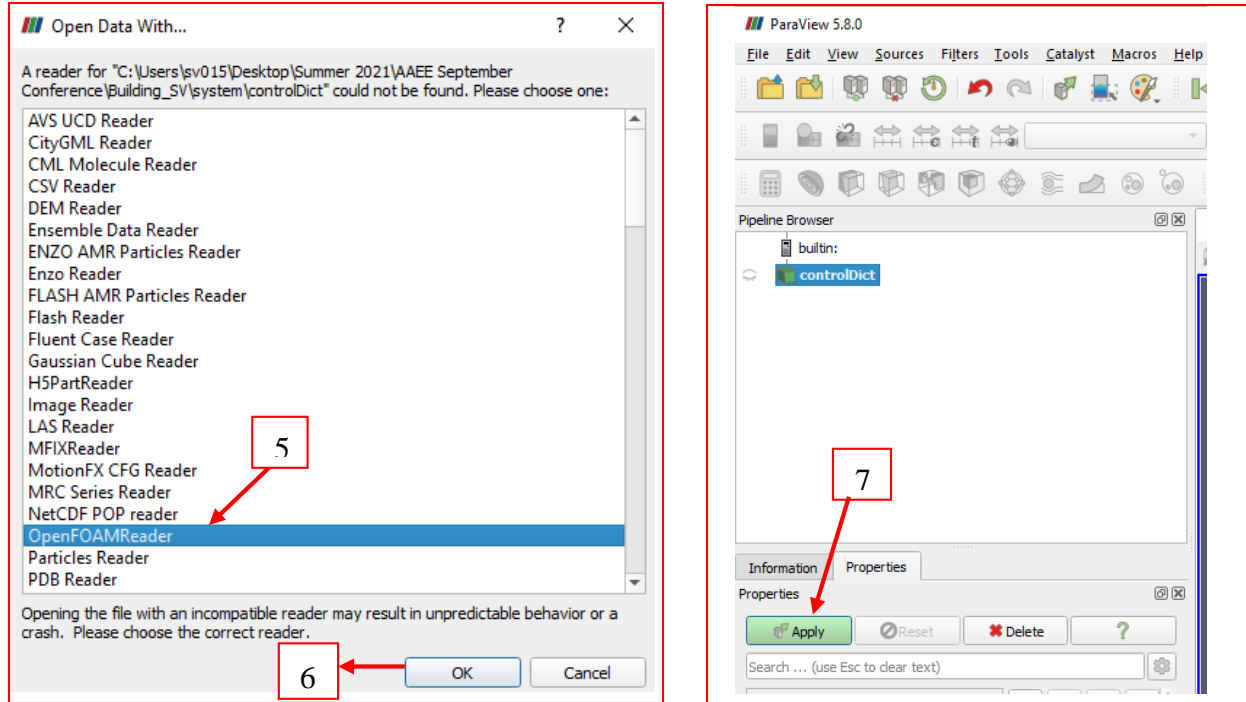 Open Data With...
?
A reader for "C:\Users\sv015\Desktop\Summer 2021\AAEE September
Conference\Building_SV\system\controlDict" could not be found. Please choose one:
AVS UCD Reader
CityGML Reader
CML Molecule Reader
CSV Reader
DEM Reader
Ensemble Data Reader
ENZO AMR Particles Reader
Enzo Reader
FLASH AMR Particles Reader
Flash Reader
Fluent Case Reader
Gaussian Cube Reader
H5PartReader
Image Reader
LAS Reader
MFIXReader
MotionFX CFG Reader
MRC Series Reader
NetCDF POP reader
OpenFOAMReader
Particles Reader
PDB Reader
5
Opening the file with an incompatible reader may result in unpredictable behavior or a
crash. Please choose the correct reader.
6
OK
Cancel
ParaView 5.8.0
File Edit View Sources Filters Tools Catalyst Macros Help
Pipeline Browser
builtin:
controlDict
7
Information
Properties
Properties
Apply
Reset
Delete
?
Search ... (use Esc to clear text)